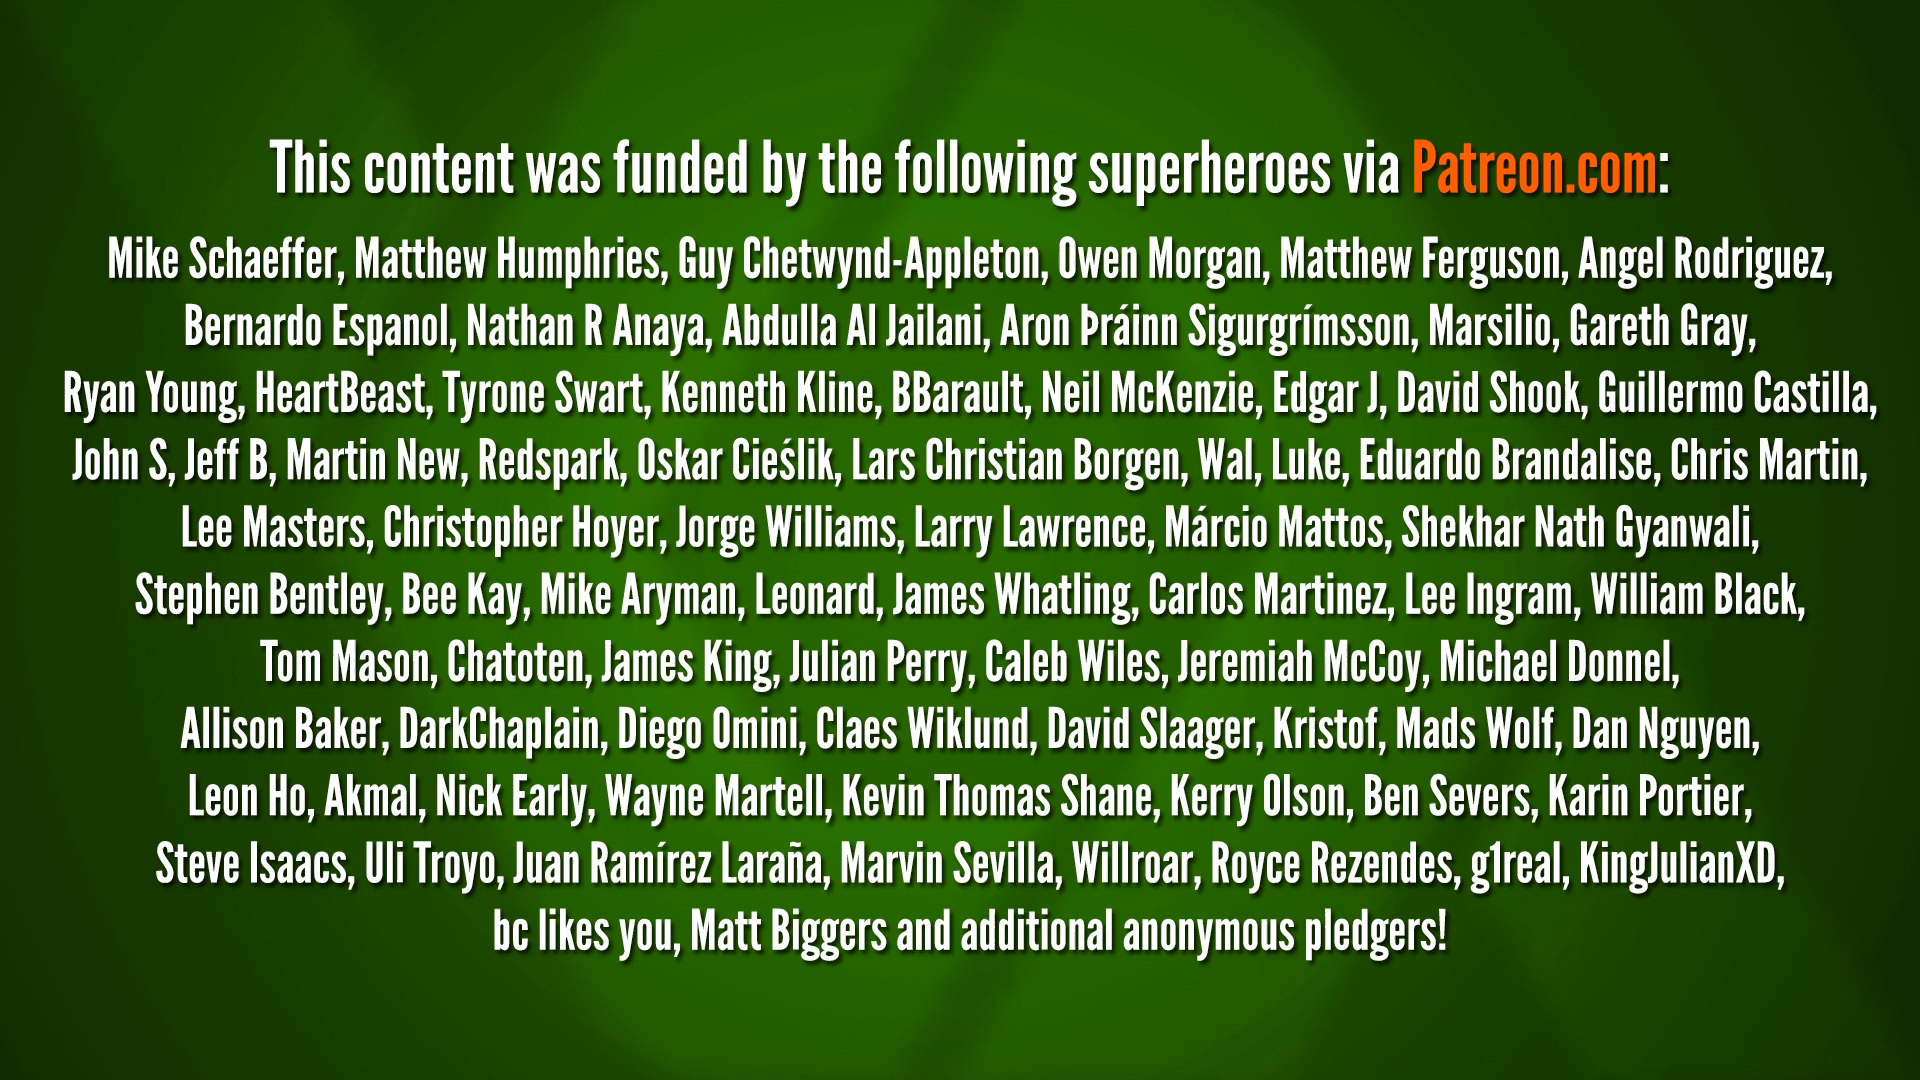 This content was funded by the following superheroes via Patreon.com:
Mike Schaeffer, Matthew Humphries, Guy Chetwynd-Appleton, Owen Morgan, Matthew Ferguson, Angel Rodriguez,
Bernardo Espanol, Nathan R Anaya, Abdulla Al Jailani, Aron Þráinn Sigurgrímsson, Marsilio, Gareth Gray,
Ryan Young, HeartBeast, Tyrone Swart, Kenneth Kline, BBarault, Neil McKenzie, Edgar J, David Shook, Guillermo Castilla,
John S, Jeff B, Martin New, Redspark, Oskar Cieślik, Lars Christian Borgen, Wal, Luke, Eduardo Brandalise, Chris Martin,
Lee Masters, Christopher Hoyer, Jorge Williams, Larry Lawrence, Márcio Mattos, Shekhar Nath Gyanwali,
Stephen Bentley, Bee Kay, Mike Aryman, Leonard, James Whatling, Carlos Martinez, Lee Ingram, William Black,
Tom Mason, Chatoten, James King, Julian Perry, Caleb Wiles, Jeremiah McCoy, Michael Donnel,
Allison Baker, DarkChaplain, Diego Omini, Claes Wiklund, David Slaager, Kristof, Mads Wolf, Dan Nguyen,
Leon Ho, Akmal, Nick Early, Wayne Martell, Kevin Thomas Shane, Kerry Olson, Ben Severs, Karin Portier,
Steve Isaacs, Uli Troyo, Juan Ramírez Laraña, Marvin Sevilla, Willroar, Royce Rezendes, g1real, KingJulianXD,
bc likes you, Matt Biggers and additional anonymous pledgers!